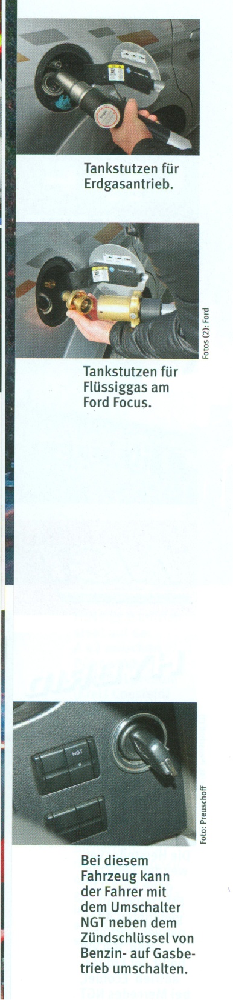 Tankstutzen für
Erdgasantrieb.
Tankstutzen für
Flüssiggas am
Ford Focus.
Fotos (2): Ford
HYBRID
NGT
Foto: Preuschoff
Bei diesem
Fahrzeug kann
der Fahrer mit
dem Umschalter
NGT neben dem
Zündschlüssel von
Benzin- auf Gasbe-
trieb umschalten.